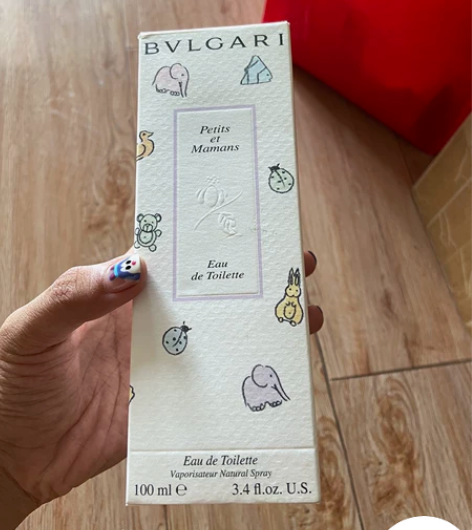 BVLGARI
Petits
et
Mamans
Eau
de Toilette
Eau de Toilette
Vaporisateur Natural Spray
100 ml ℮ 3.4 fl.oz. U.S.